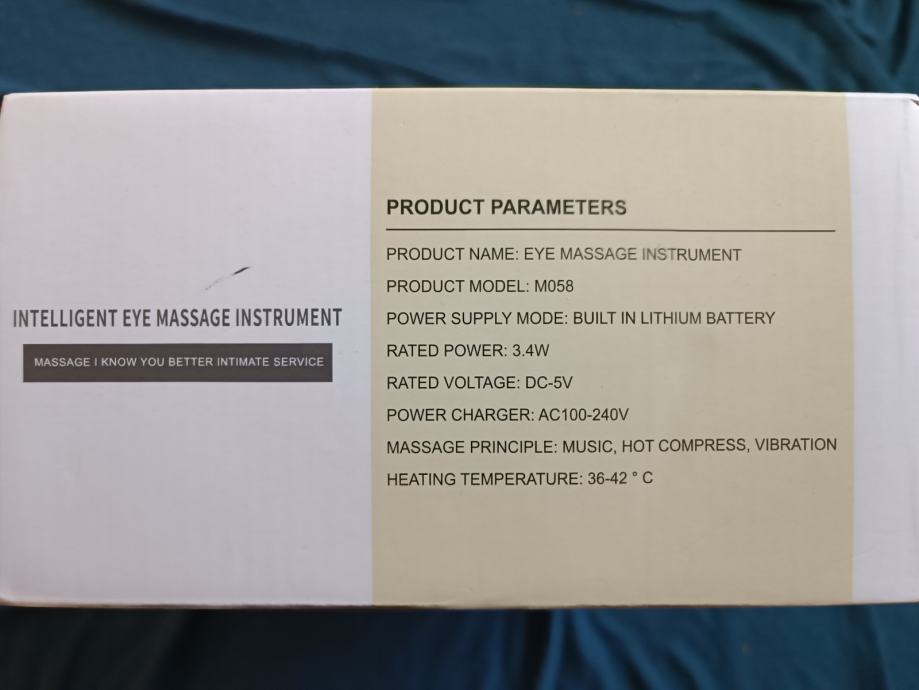 INTELLIGENT EYE MASSAGE INSTRUMENT
MASSAGE I KNOW YOU BETTER INTIMATE SERVICE
PRODUCT PARAMETERS
PRODUCT NAME: EYE MASSAGE INSTRUMENT
PRODUCT MODEL: M058
POWER SUPPLY MODE: BUILT IN LITHIUM BATTERY
RATED POWER: 3.4W
RATED VOLTAGE: DC-5V
POWER CHARGER: AC100-240V
MASSAGE PRINCIPLE: MUSIC, HOT COMPRESS, VIBRATION
HEATING TEMPERATURE: 36-42 ° C